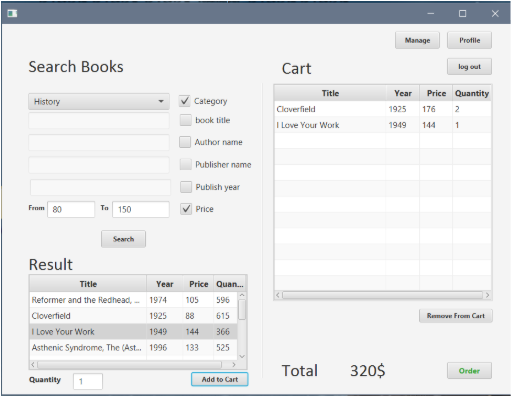 Manage Profile
Search Books
Cart
log out
History
Category
book title
Author name
Publisher name
Publish year
From 80 To 150 Price
Search
Title Year Price Quantity
Cloverfield 1925 176 2
I Love Your Work 1949 144 1
Remove From Cart
Result
Title Year Price Quan...
Reformer and the Redhead, ... 1974 105 596
Cloverfield 1925 88 615
I Love Your Work 1949 144 366
Asthenic Syndrome, The (Ast... 1996 133 525
Quantity 1 Add to Cart
Total 320$ Order